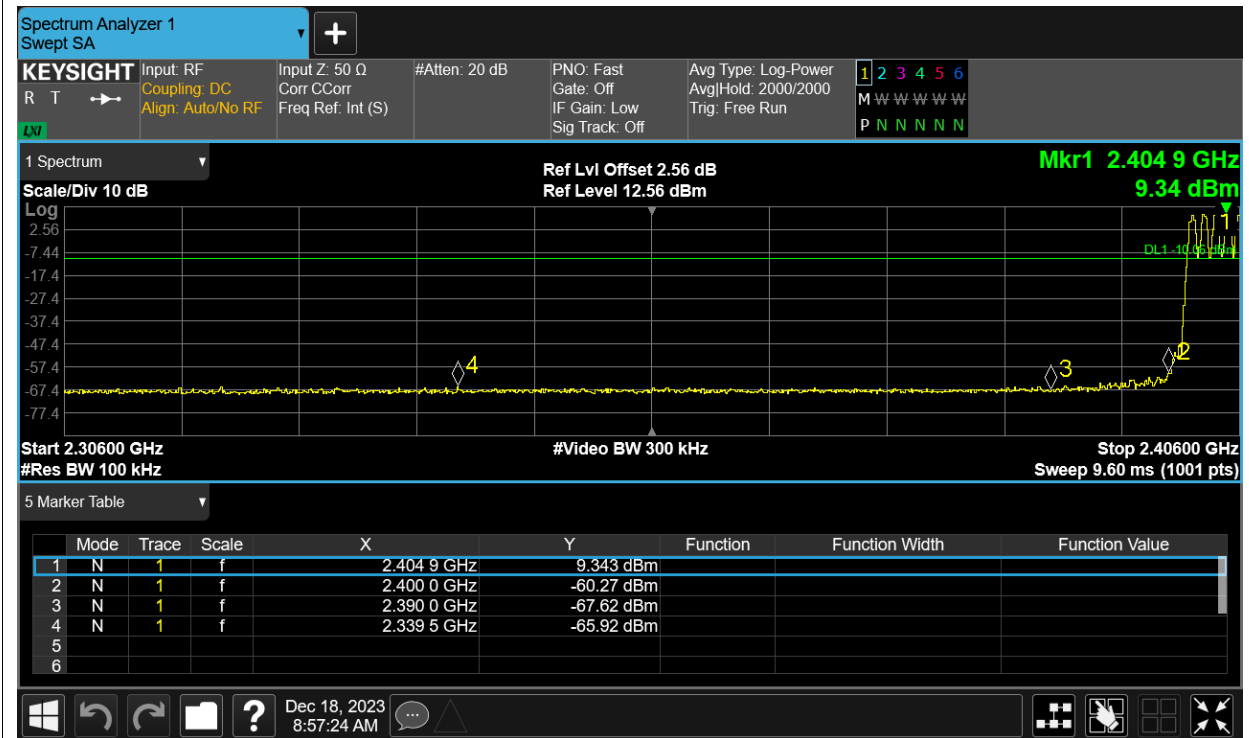 Spectrum Analyzer 1
Swept SA
KEYSIGHT Input: RF Input Z: 50 Ω #Atten: 20 dB PNO: Fast Avg Type: Log-Power 1 2 3 4 5 6
Coupling: DC Corr CCorr Gate: Off Avg|Hold: 2000/2000
R T Align: Auto/No RF Freq Ref: Int (S) IF Gain: Low Trig: Free Run M W W W W W
LXI Sig Track: Off P N N N N N
1 Spectrum Ref Lvl Offset 2.56 dB Mkr1 2.404 9 GHz
Scale/Div 10 dB Ref Level 12.56 dBm 9.34 dBm
Log
1
2.56
-7.44 DL1 -10.06 dBm
-17.4
-27.4
-37.4
-47.4
2
-57.4
4 3
-67.4
-77.4
Start 2.30600 GHz #Video BW 300 kHz Stop 2.40600 GHz
#Res BW 100 kHz Sweep 9.60 ms (1001 pts)
5 Marker Table
Mode Trace Scale X Y Function Function Width Function Value
1 N 1 f 2.404 9 GHz 9.343 dBm
2 N 1 f 2.400 0 GHz -60.27 dBm
3 N 1 f 2.390 0 GHz -67.62 dBm
4 N 1 f 2.339 5 GHz -65.92 dBm
5
6
? Dec 18, 2023
8:57:24 AM